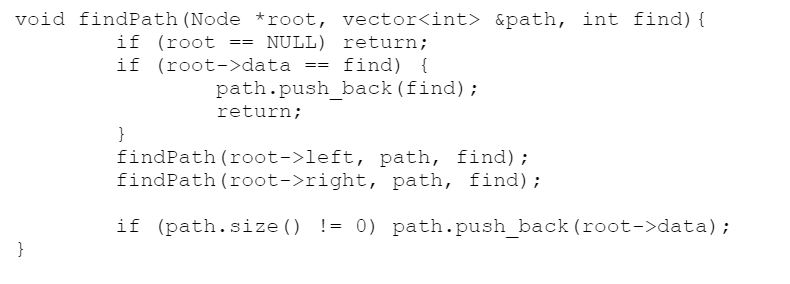 void findPath(Node *root, vector<int> &path, int find){
if (root == NULL) return;
if (root->data == find) {
path.push_back(find);
return;
}
findPath(root->left, path, find);
findPath(root->right, path, find);
if (path.size() != 0) path.push_back(root->data);
}